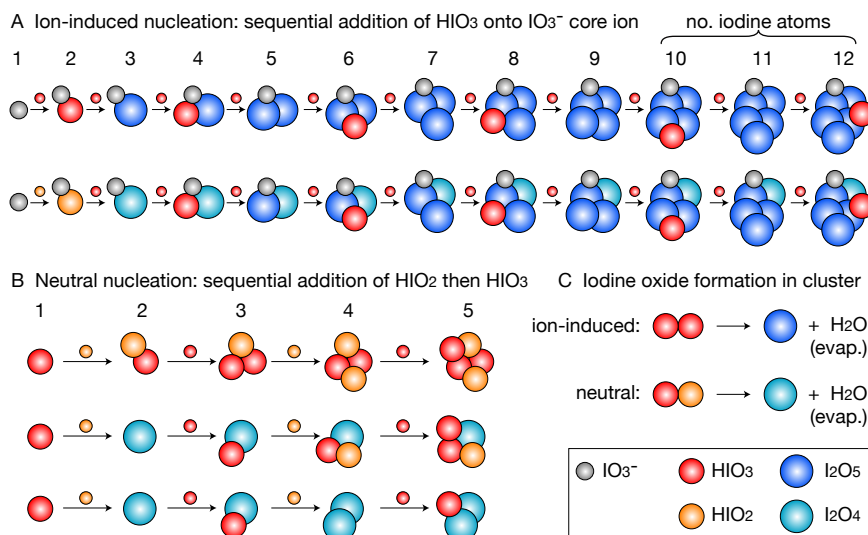 A Ion-induced nucleation: sequential addition of HIO₃ onto IO₃⁻ core ion
no. iodine atoms
1 2 3 4 5 6 7 8 9 10 11 12
B Neutral nucleation: sequential addition of HIO₂ then HIO₃
1 2 3 4 5
C Iodine oxide formation in cluster
ion-induced: + H₂O
(evap.)
neutral: + H₂O
(evap.)
IO₃⁻ HIO₃ I₂O₅
HIO₂ I₂O₄